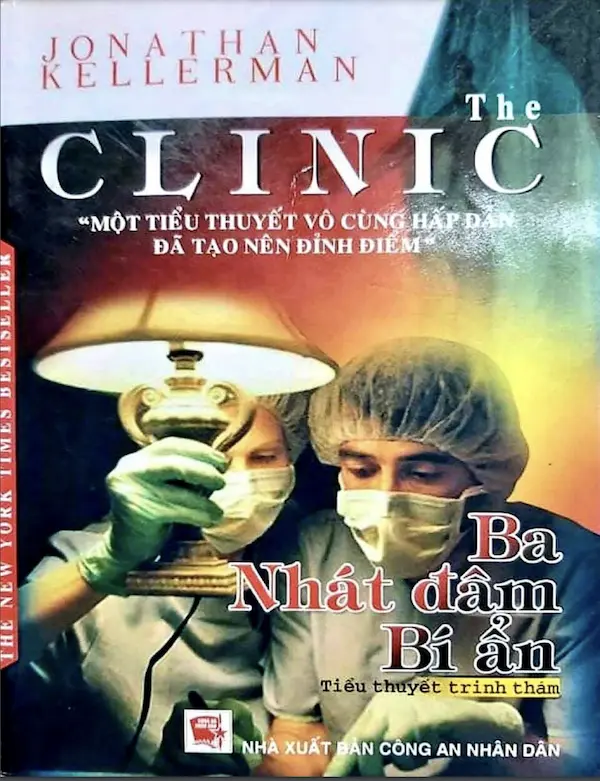 JONATHAN
KELLERMAN
The
CLINIC
“MỘT TIỂU THUYẾT VÔ CÙNG HẤP DẪN
ĐÃ TẠO NÊN ĐỈNH ĐIỂM”
THE NEW YORK TIMES BESTSELLER
Ba
Nhát đâm
Bí ẩn
Tiểu thuyết trinh thám
NHÀ XUẤT BẢN CÔNG AN NHÂN DÂN